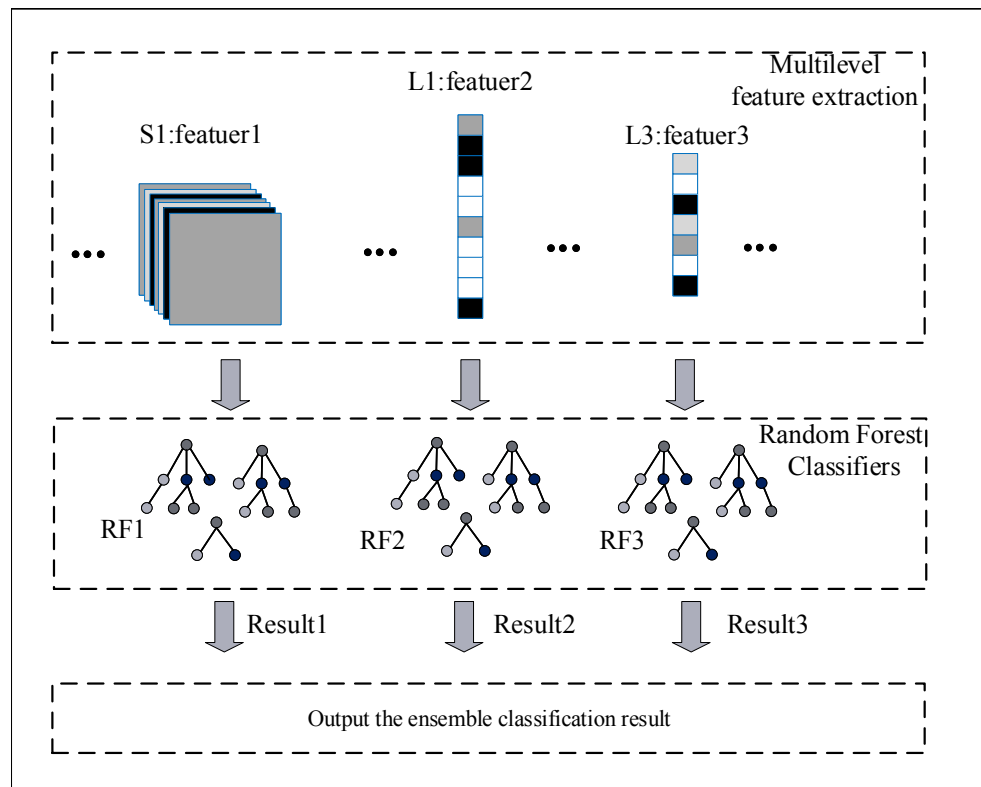 Multilevel
feature extraction
L1:featuer2
S1:featuer1
L3:featuer3
...
...
...
...
Random Forest
Classifiers
RF1
RF2
RF3
Result1
Result2
Result3
Output the ensemble classification result